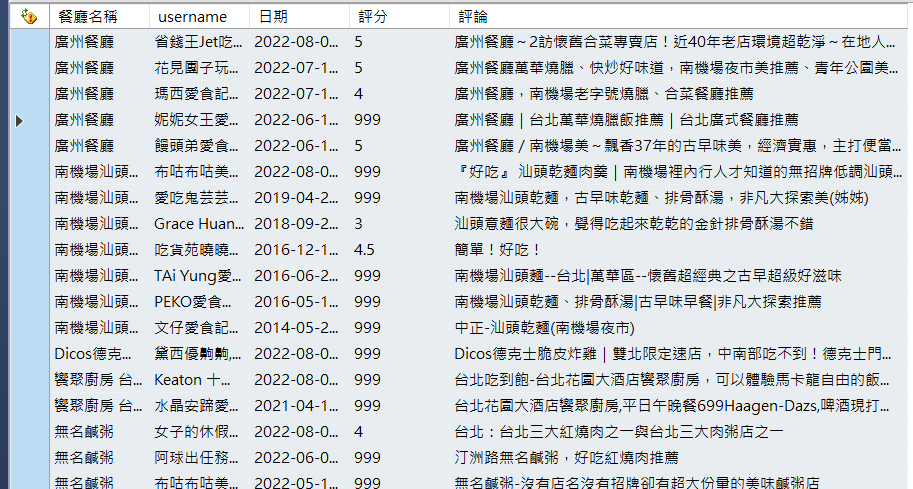 餐廳名稱 username 日期 評分 評論
廣州餐廳 省錢王Jet吃... 2022-08-0... 5 廣州餐廳～2訪懷舊合菜專賣店！近40年老店環境超乾淨～在地人...
廣州餐廳 花見團子玩... 2022-07-1... 5 廣州餐廳萬華燒臘、快炒好味道，南機場夜市美推薦、青年公園美...
廣州餐廳 瑪西愛食記... 2022-07-1... 4 廣州餐廳，南機場老字號燒臘、合菜餐廳推薦
廣州餐廳 妮妮女王愛... 2022-06-1... 999 廣州餐廳 | 台北萬華燒臘飯推薦 | 台北廣式餐廳推薦
廣州餐廳 饅頭弟愛食... 2022-06-1... 5 廣州餐廳 / 南機場美～飄香37年的古早味美，經濟實惠，主打便當...
南機場汕頭... 布咕布咕美... 2022-08-0... 999 『好吃』 汕頭乾麵肉羹 | 南機場裡內行人才知道的無招牌低調汕頭...
南機場汕頭... 愛吃鬼芸芸... 2019-04-2... 999 南機場汕頭乾麵，古早味乾麵、排骨酥湯，非凡大探索美(姊姊)
南機場汕頭... Grace Huan... 2018-09-2... 3 汕頭意麵很大碗，覺得吃起來乾乾的金針排骨酥湯不錯
南機場汕頭... 吃貨苑曉曉... 2016-12-1... 4.5 簡單！好吃！
南機場汕頭... TAi Yung愛... 2016-06-2... 999 南機場汕頭麵--台北|萬華區--懷舊超經典之古早超級好滋味
南機場汕頭... PEKO愛食... 2016-05-1... 999 南機場汕頭乾麵、排骨酥湯|古早味早餐|非凡大探索推薦
南機場汕頭... 文仔愛食記... 2014-05-2... 999 中正-汕頭乾麵(南機場夜市)
Dicos德克... 黛西優齁齁,... 2022-08-0... 999 Dicos德克士脆皮炸雞 | 雙北限定速店，中南部吃不到！德克士門...
饗聚廚房 台... Keaton 十... 2022-08-0... 999 台北吃到飽-台北花園大酒店饗聚廚房，可以體驗馬卡龍自由的飯...
饗聚廚房 台... 水晶安蹄愛... 2021-04-1... 999 台北花園大酒店饗聚廚房,平日午晚餐699Haagen-Dazs,啤酒現打...
無名鹹粥 女子的休假... 2022-08-0... 4 台北：台北三大紅燒肉之一與台北三大肉粥店之一
無名鹹粥 阿球出任務... 2022-06-0... 999 汀洲路無名鹹粥，好吃紅燒肉推薦
無名鹹粥 布咕布咕美... 2022-05-1... 999 無名鹹粥-沒有店名沒有招牌卻有超大份量的美味鹹粥店